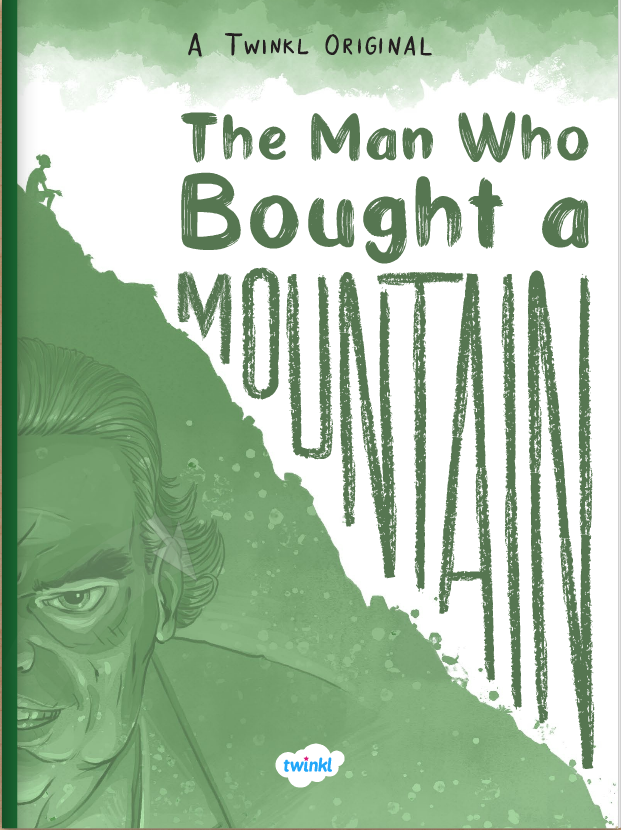 A Twinkl Original
The Man Who
Bought a
MOUNTAIN
twinkl